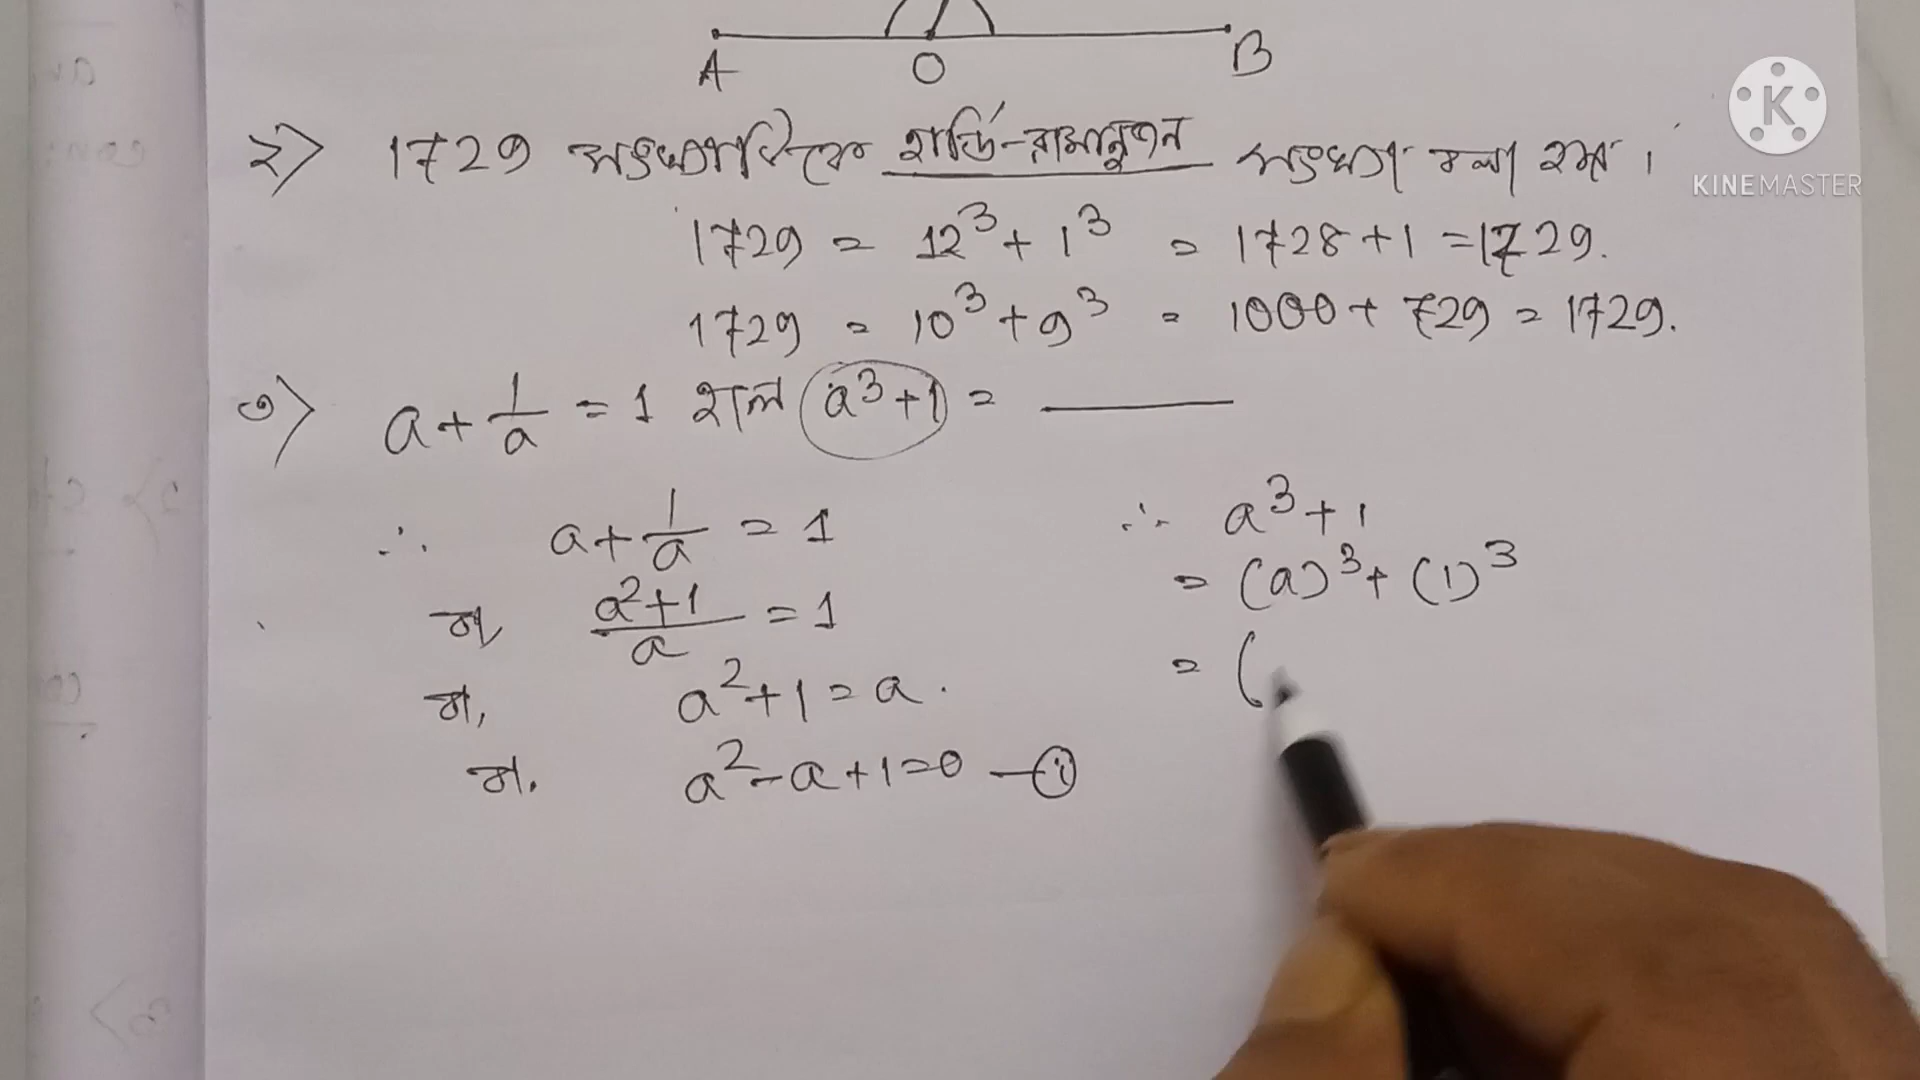 A O B
২) 1729 সংখ্যাটিকে হার্ডি-রামানুজন সংখ্যা বলা হয় ।
1729 = 12³ + 1³ = 1728 + 1 = 1729.
1729 = 10³ + 9³ = 1000 + 729 = 1729.
৩) a + 1/a = 1 হলে a³+1 = ______
∴ a + 1/a = 1
বা, (a²+1)/a = 1
বা, a² + 1 = a.
বা, a² - a + 1 = 0 — (i)
∴ a³ + 1
= (a)³ + (1)³
= (
K
KINEMASTER